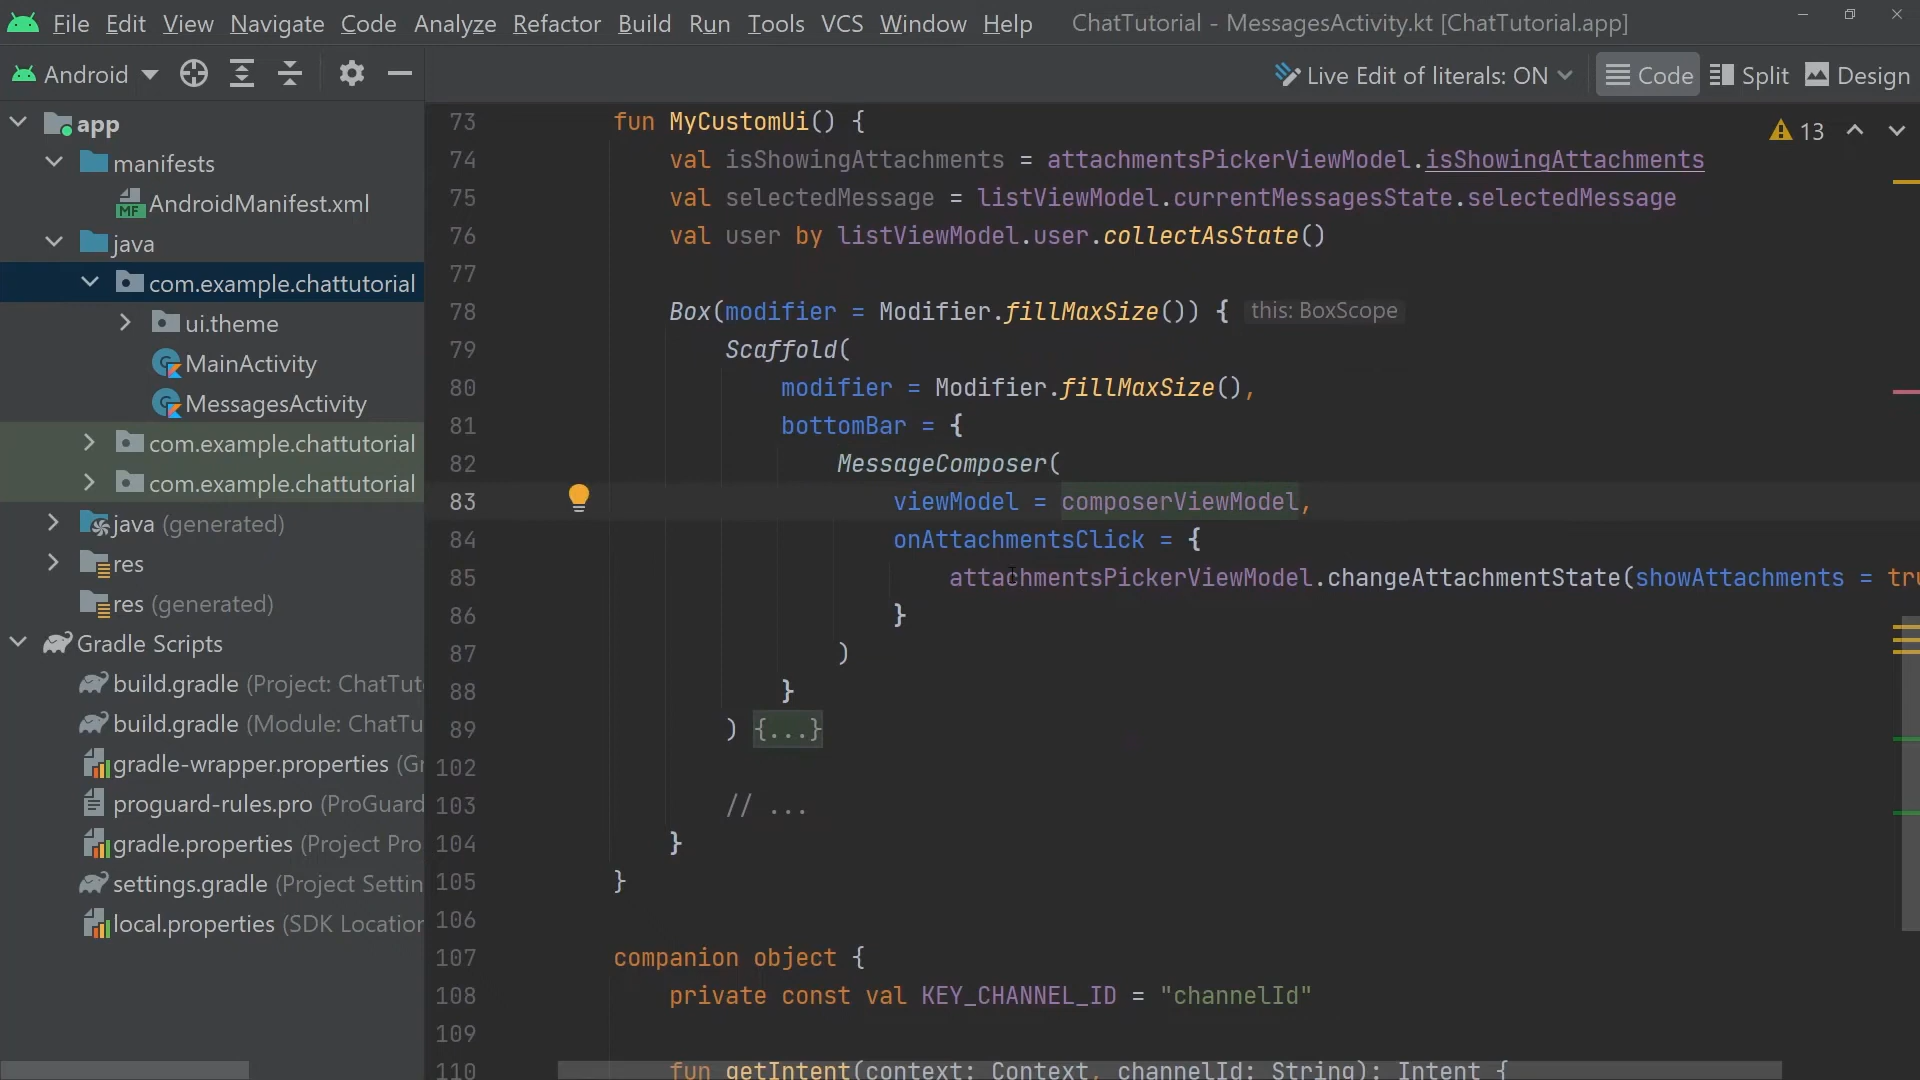 File Edit View Navigate Code Analyze Refactor Build Run Tools VCS Window Help ChatTutorial - MessagesActivity.kt [ChatTutorial.app]
Android
Live Edit of literals: ON
Code
Split
Design
app
manifests
MF AndroidManifest.xml
java
com.example.chattutorial
ui.theme
MainActivity
MessagesActivity
com.example.chattutorial
com.example.chattutorial
java (generated)
res
res (generated)
Gradle Scripts
build.gradle (Project: ChatTut
build.gradle (Module: ChatTu
gradle-wrapper.properties (Gr
proguard-rules.pro (ProGuard
gradle.properties (Project Pro
settings.gradle (Project Settin
local.properties (SDK Location
13
73 fun MyCustomUi() {
74 val isShowingAttachments = attachmentsPickerViewModel.isShowingAttachments
75 val selectedMessage = listViewModel.currentMessagesState.selectedMessage
76 val user by listViewModel.user.collectAsState()
77
78 Box(modifier = Modifier.fillMaxSize()) { this: BoxScope
79 Scaffold(
80 modifier = Modifier.fillMaxSize(),
81 bottomBar = {
82 MessageComposer(
83 viewModel = composerViewModel,
84 onAttachmentsClick = {
85 attachmentsPickerViewModel.changeAttachmentState(showAttachments = tru
86 }
87 )
88 }
89 ) {...}
102
103 // ...
104 }
105 }
106
107 companion object {
108 private const val KEY_CHANNEL_ID = "channelId"
109
110 fun getIntent(context: Context, channelId: String): Intent {